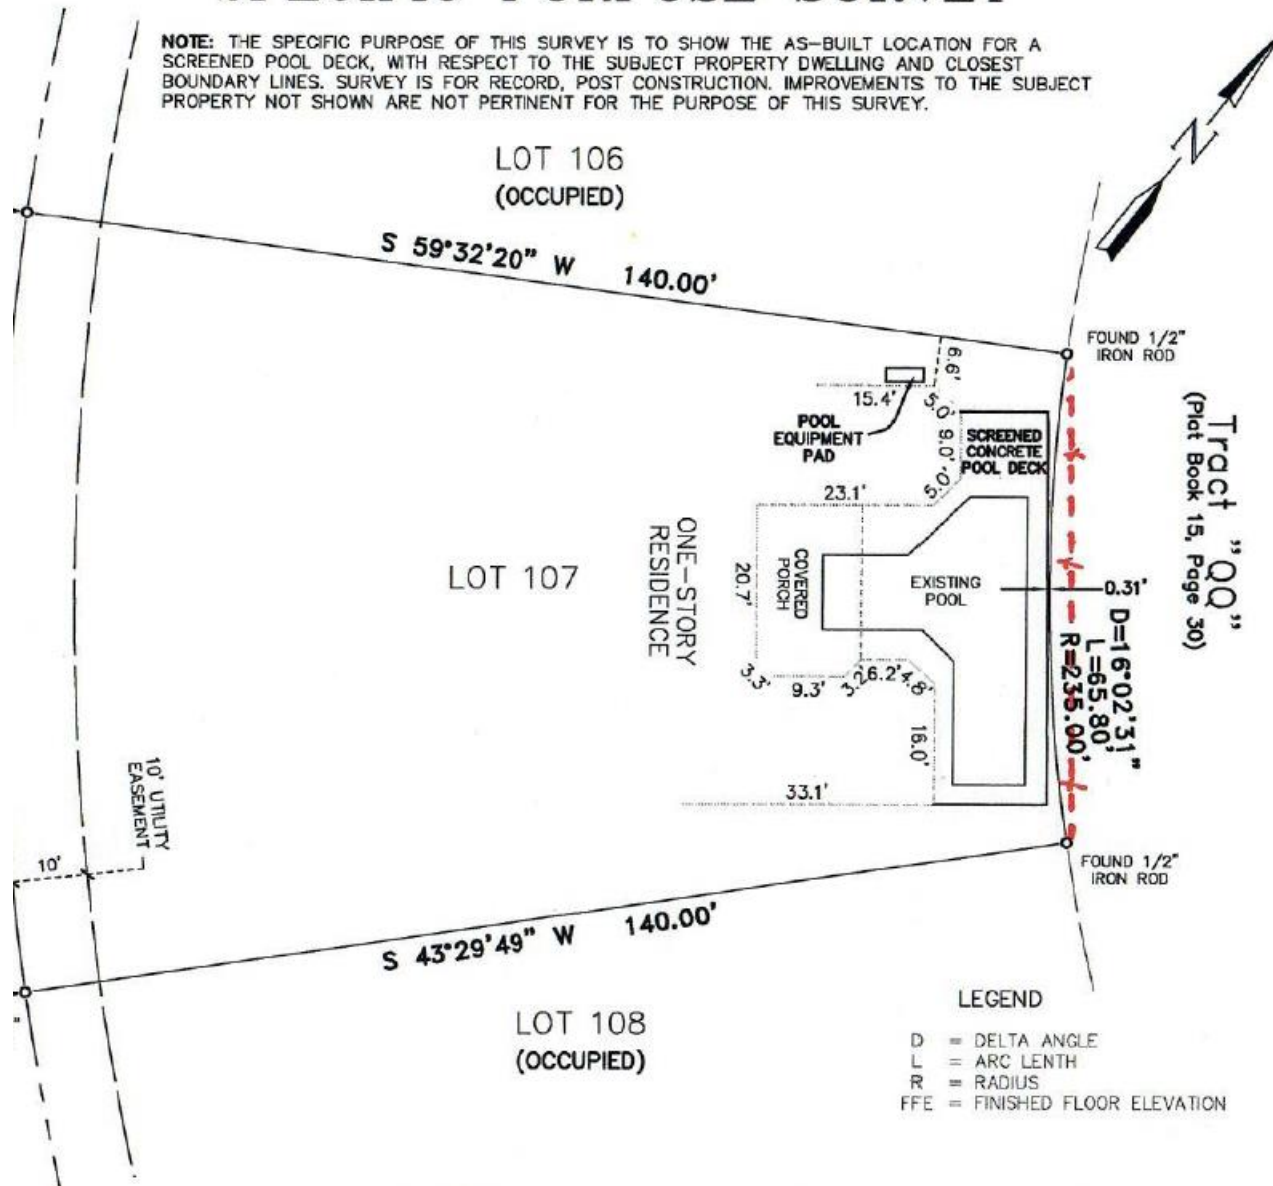 NOTE: THE SPECIFIC PURPOSE OF THIS SURVEY IS TO SHOW THE AS-BUILT LOCATION FOR A
SCREENED POOL DECK, WITH RESPECT TO THE SUBJECT PROPERTY DWELLING AND CLOSEST
BOUNDARY LINES. SURVEY IS FOR RECORD, POST CONSTRUCTION. IMPROVEMENTS TO THE SUBJECT
PROPERTY NOT SHOWN ARE NOT PERTINENT FOR THE PURPOSE OF THIS SURVEY.
N
LOT 106
(OCCUPIED)
S 59°32'20" W 140.00'
FOUND 1/2"
IRON ROD
6.6'
15.4'
5.0'
POOL
EQUIPMENT
PAD
9.0'
SCREENED
CONCRETE
POOL DECK
5.0'
23.1'
Tract "QQ"
(Plat Book 15, Page 30)
ONE-STORY
RESIDENCE
LOT 107
20.7'
COVERED
PORCH
EXISTING
POOL
0.31'
D=16°02'31"
L=65.80'
R=235.00'
3.3'
9.3'
3.2'
6.2'
4.8'
16.0'
33.1'
10' UTILITY
EASEMENT
10'
FOUND 1/2"
IRON ROD
S 43°29'49" W 140.00'
LOT 108
(OCCUPIED)
LEGEND
D = DELTA ANGLE
L = ARC LENTH
R = RADIUS
FFE = FINISHED FLOOR ELEVATION